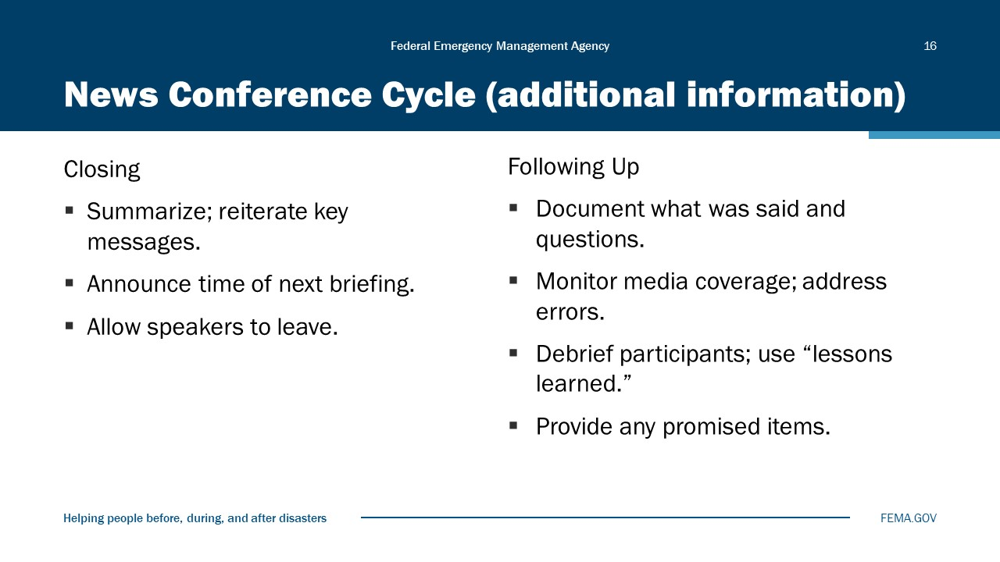 Federal Emergency Management Agency
16
News Conference Cycle (additional information)
Closing
▪ Summarize; reiterate key
messages.
▪ Announce time of next briefing.
▪ Allow speakers to leave.
Following Up
▪ Document what was said and
questions.
▪ Monitor media coverage; address
errors.
▪ Debrief participants; use “lessons
learned.”
▪ Provide any promised items.
Helping people before, during, and after disasters
FEMA.GOV